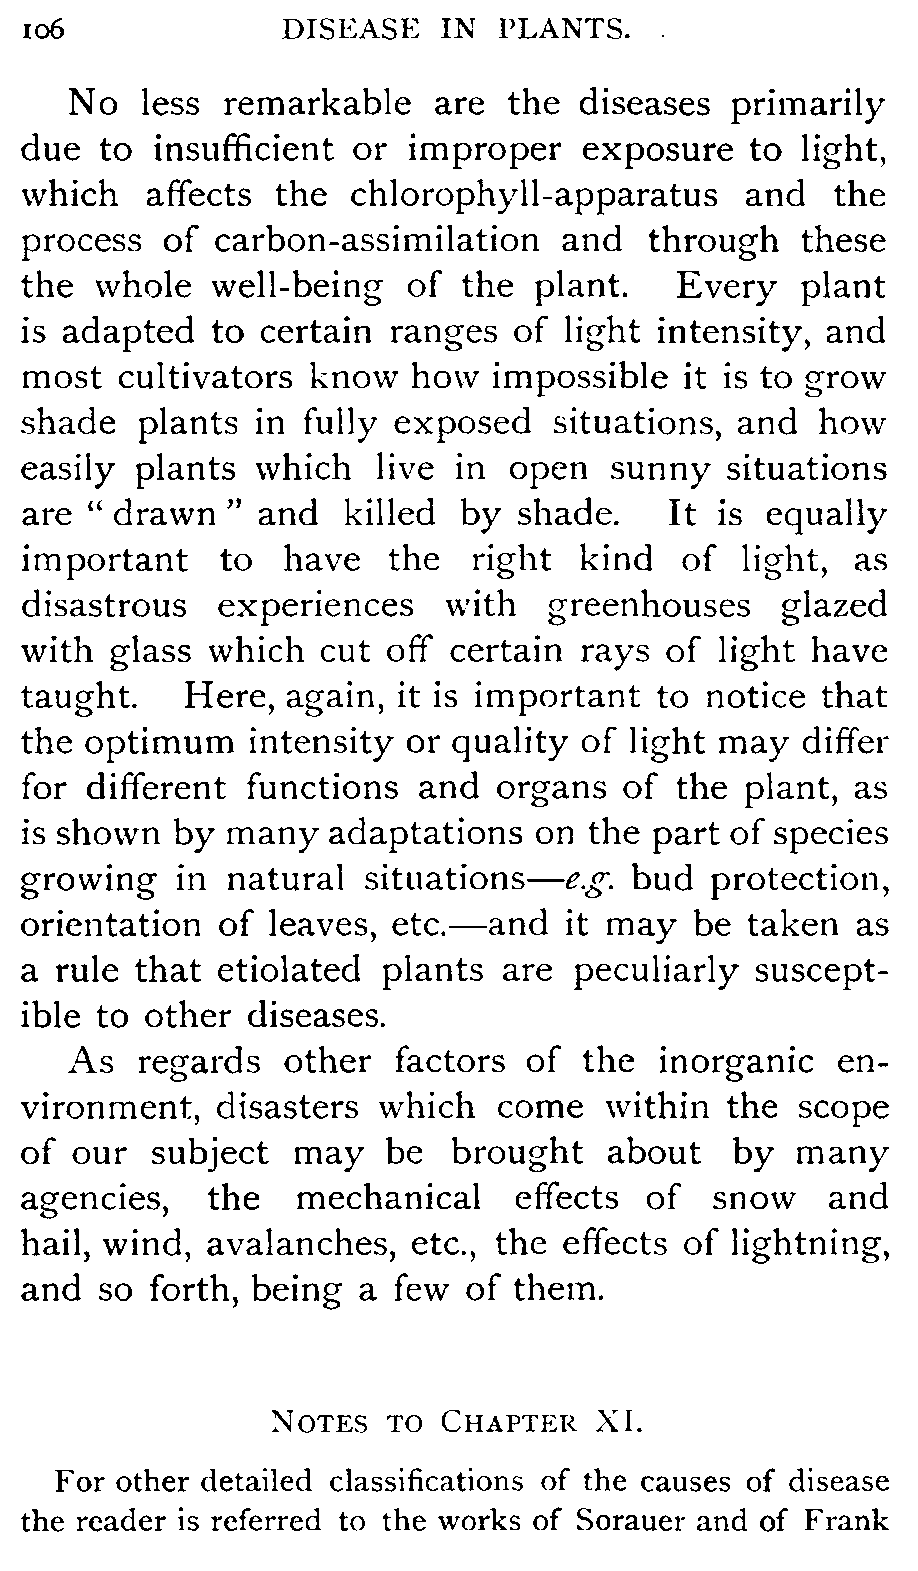 106 DISEASE IN PLANTS.
No less remarkable are the diseases primarily
due to insufficient or improper exposure to light,
which affects the chlorophyll-apparatus and the
process of carbon-assimilation and through these
the whole well-being of the plant. Every plant
is adapted to certain ranges of light intensity, and
most cultivators know how impossible it is to grow
shade plants in fully exposed situations, and how
easily plants which live in open sunny situations
are “ drawn ” and killed by shade. It is equally
important to have the right kind of light, as
disastrous experiences with greenhouses glazed
with glass which cut off certain rays of light have
taught. Here, again, it is important to notice that
the optimum intensity or quality of light may differ
for different functions and organs of the plant, as
is shown by many adaptations on the part of species
growing in natural situations—e.g. bud protection,
orientation of leaves, etc.—and it may be taken as
a rule that etiolated plants are peculiarly suscept-
ible to other diseases.
As regards other factors of the inorganic en-
vironment, disasters which come within the scope
of our subject may be brought about by many
agencies, the mechanical effects of snow and
hail, wind, avalanches, etc., the effects of lightning,
and so forth, being a few of them.
NOTES TO CHAPTER XI.
For other detailed classifications of the causes of disease
the reader is referred to the works of Sorauer and of Frank